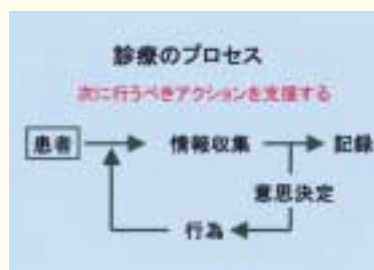 診療のプロセス
次に行うべきアクションを支援する
患者 情報収集 記録
意思決定
行為